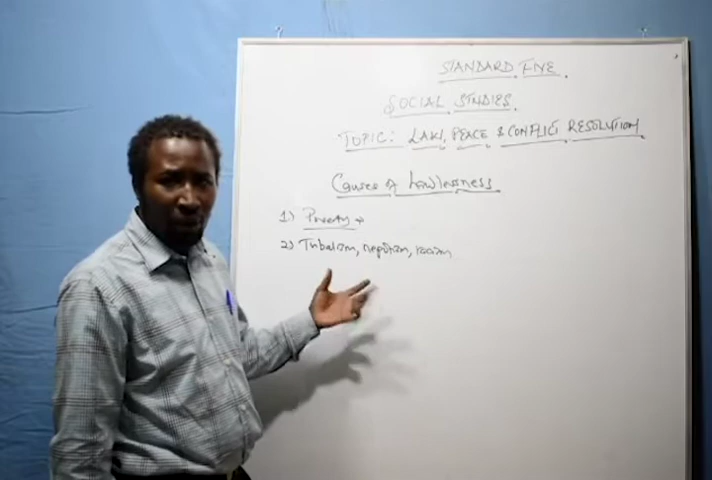 STANDARD FIVE.
SOCIAL STUDIES.
TOPIC: LAW, PEACE & CONFLICT RESOLUTION.
Causes of Lawlessness
1) Poverty →
2) Tribalism, nepotism, racism